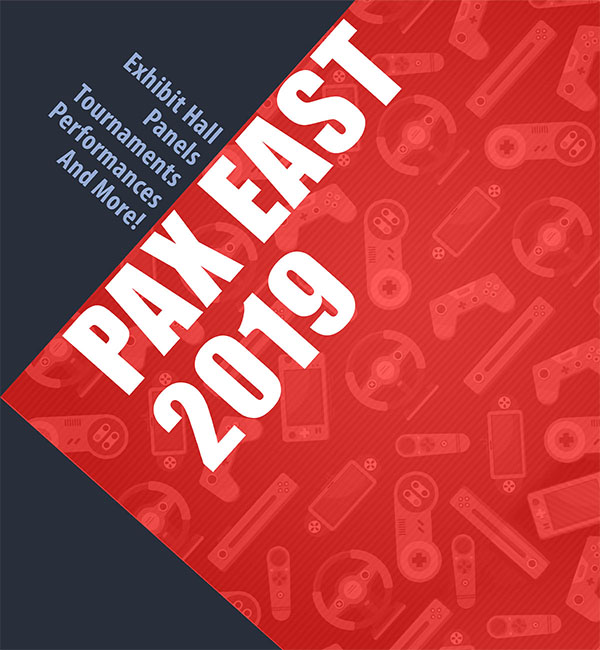 Exhibit Hall
Panels
Tournaments
Performances
And More!
PAX EAST
2019